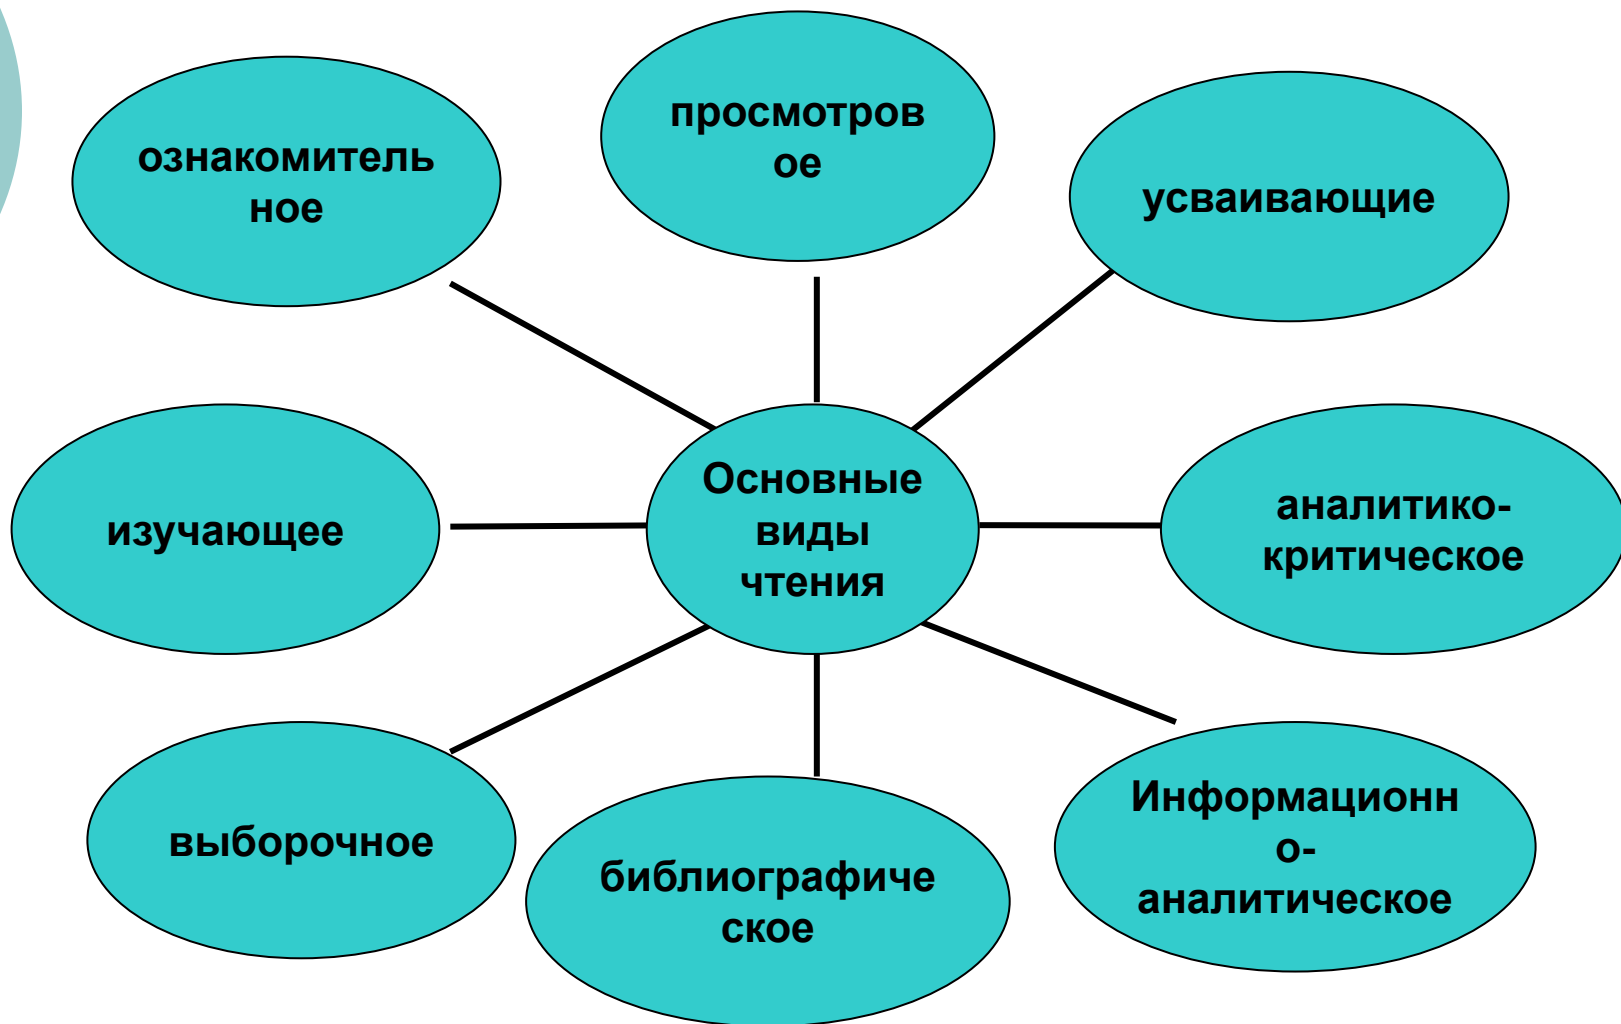 просмотров
ое
ознакомитель
ное
усваивающие
Основные
виды
чтения
изучающее
аналитико-
критическое
выборочное
библиографиче
ское
Информационн
о-
аналитическое